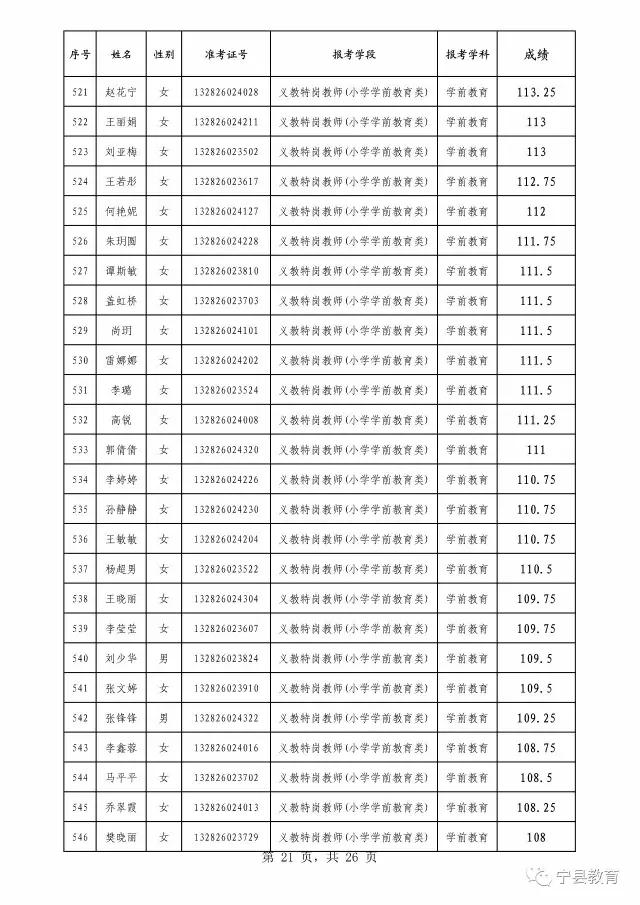 序号 姓名 性别 准考证号 报考学段 报考学科 成绩
521 赵花宁 女 132826024028 义教特岗教师(小学学前教育类) 学前教育 113.25
522 王丽娟 女 132826024211 义教特岗教师(小学学前教育类) 学前教育 113
523 刘亚梅 女 132826023502 义教特岗教师(小学学前教育类) 学前教育 113
524 王若彤 女 132826023617 义教特岗教师(小学学前教育类) 学前教育 112.75
525 何艳妮 女 132826024127 义教特岗教师(小学学前教育类) 学前教育 112
526 朱玥圆 女 132826024228 义教特岗教师(小学学前教育类) 学前教育 111.75
527 谭斯敏 女 132826023810 义教特岗教师(小学学前教育类) 学前教育 111.5
528 盖虹桥 女 132826023703 义教特岗教师(小学学前教育类) 学前教育 111.5
529 尚玥 女 132826024101 义教特岗教师(小学学前教育类) 学前教育 111.5
530 雷娜娜 女 132826024202 义教特岗教师(小学学前教育类) 学前教育 111.5
531 李璐 女 132826023524 义教特岗教师(小学学前教育类) 学前教育 111.5
532 高锐 女 132826024008 义教特岗教师(小学学前教育类) 学前教育 111.25
533 郭倩倩 女 132826024320 义教特岗教师(小学学前教育类) 学前教育 111
534 李婷婷 女 132826024226 义教特岗教师(小学学前教育类) 学前教育 110.75
535 孙静静 女 132826024230 义教特岗教师(小学学前教育类) 学前教育 110.75
536 王敏敏 女 132826024204 义教特岗教师(小学学前教育类) 学前教育 110.75
537 杨超男 女 132826023522 义教特岗教师(小学学前教育类) 学前教育 110.5
538 王晓丽 女 132826024304 义教特岗教师(小学学前教育类) 学前教育 109.75
539 李莹莹 女 132826023607 义教特岗教师(小学学前教育类) 学前教育 109.75
540 刘少华 男 132826023824 义教特岗教师(小学学前教育类) 学前教育 109.5
541 张文婷 女 132826023910 义教特岗教师(小学学前教育类) 学前教育 109.5
542 张锋锋 男 132826024322 义教特岗教师(小学学前教育类) 学前教育 109.25
543 李鑫蓉 女 132826024016 义教特岗教师(小学学前教育类) 学前教育 108.75
544 马平平 女 132826023702 义教特岗教师(小学学前教育类) 学前教育 108.5
545 乔翠霞 女 132826024013 义教特岗教师(小学学前教育类) 学前教育 108.25
546 樊晓丽 女 132826023729 义教特岗教师(小学学前教育类) 学前教育 108
第 21 页，共 26 页
宁县教育